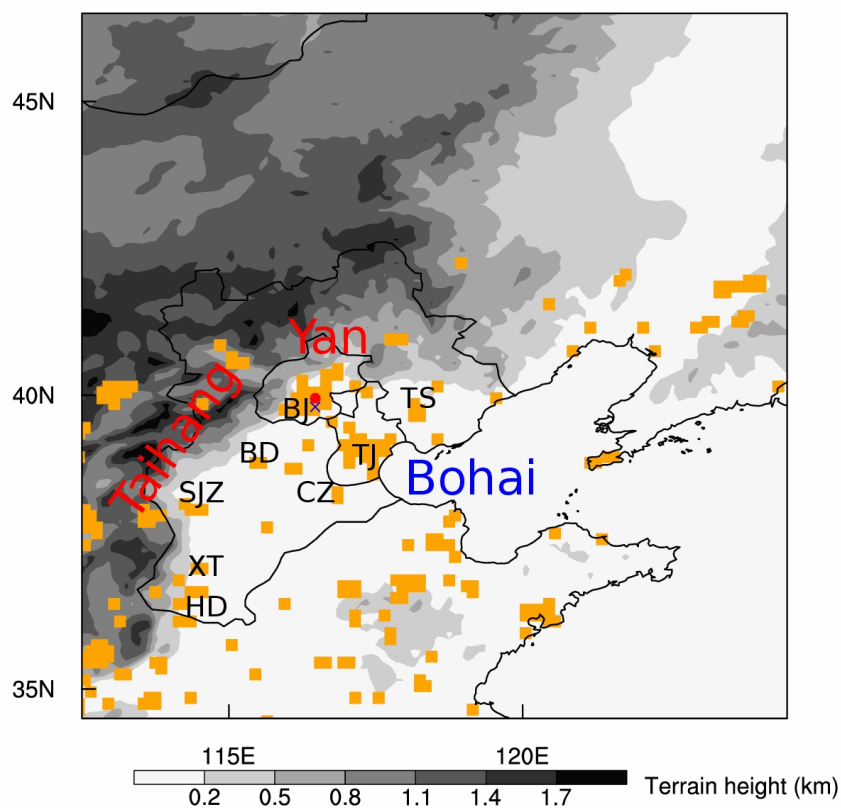 45N
Yan
40N
Taihang
BJ
TS
BD
TJ
Bohai
SJZ
CZ
XT
HD
35N
115E
120E
0.2 0.5 0.8 1.1 1.4 1.7
Terrain height (km)